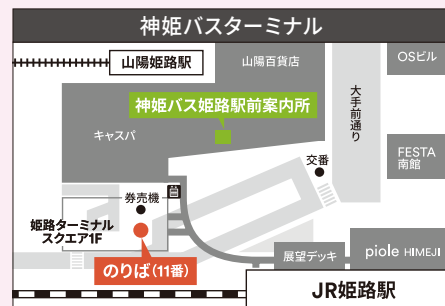 神姫バスターミナル
山陽姫路駅
山陽百貨店
OSビル
大手前通り
神姫バス姫路駅前案内所
キャスパ
FESTA
南館
交番
券売機
姫路ターミナル
スクエア1F
のりば(11番)
展望デッキ
piole HIMEJI
JR姫路駅